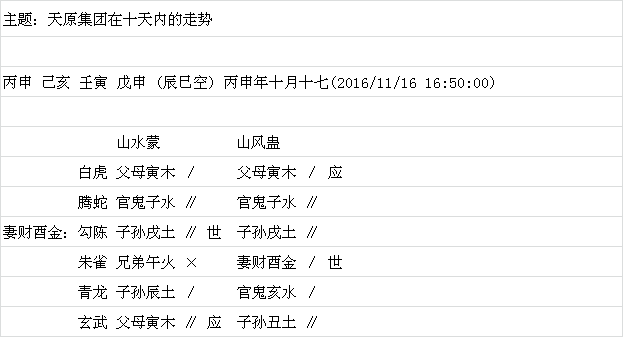 主题: 天原集团在十天内的走势
丙申 己亥 壬寅 戊申 (辰巳空) 丙申年十月十七(2016/11/16 16:50:00)
山水蒙 山风蛊
白虎 父母寅木 / 父母寅木 / 应
腾蛇 官鬼子水 // 官鬼子水 //
妻财酉金: 勾陈 子孙戌土 // 世 子孙戌土 //
朱雀 兄弟午火 × 妻财酉金 / 世
青龙 子孙辰土 / 官鬼亥水 /
玄武 父母寅木 // 应 子孙丑土 //